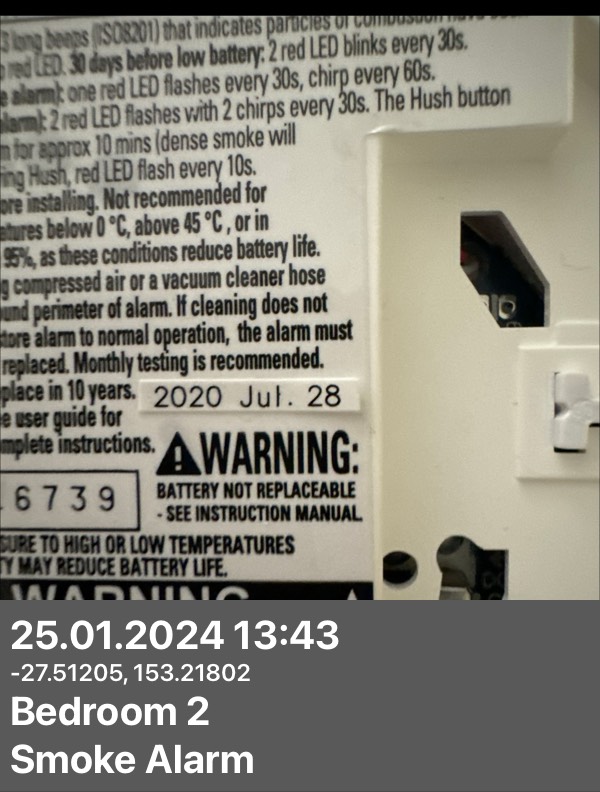 3 long beeps (ISO8201) that indicates particles of combustion have
red LED. 30 days before low battery: 2 red LED blinks every 30s.
alarm): one red LED flashes every 30s, chirp every 60s.
larm): 2 red LED flashes with 2 chirps every 30s. The Hush button
m for approx 10 mins (dense smoke will
ing Hush, red LED flash every 10s.
ore installing. Not recommended for
atures below 0 °C, above 45 °C, or in
95%, as these conditions reduce battery life.
g compressed air or a vacuum cleaner hose
und perimeter of alarm. If cleaning does not
store alarm to normal operation, the alarm must
replaced. Monthly testing is recommended.
place in 10 years. 2020 Jul. 28
e user guide for
mplete instructions.
WARNING:
BATTERY NOT REPLACEABLE
- SEE INSTRUCTION MANUAL
6739
SURE TO HIGH OR LOW TEMPERATURES
Y MAY REDUCE BATTERY LIFE.
WARNING
25.01.2024 13:43
-27.51205, 153.21802
Bedroom 2
Smoke Alarm